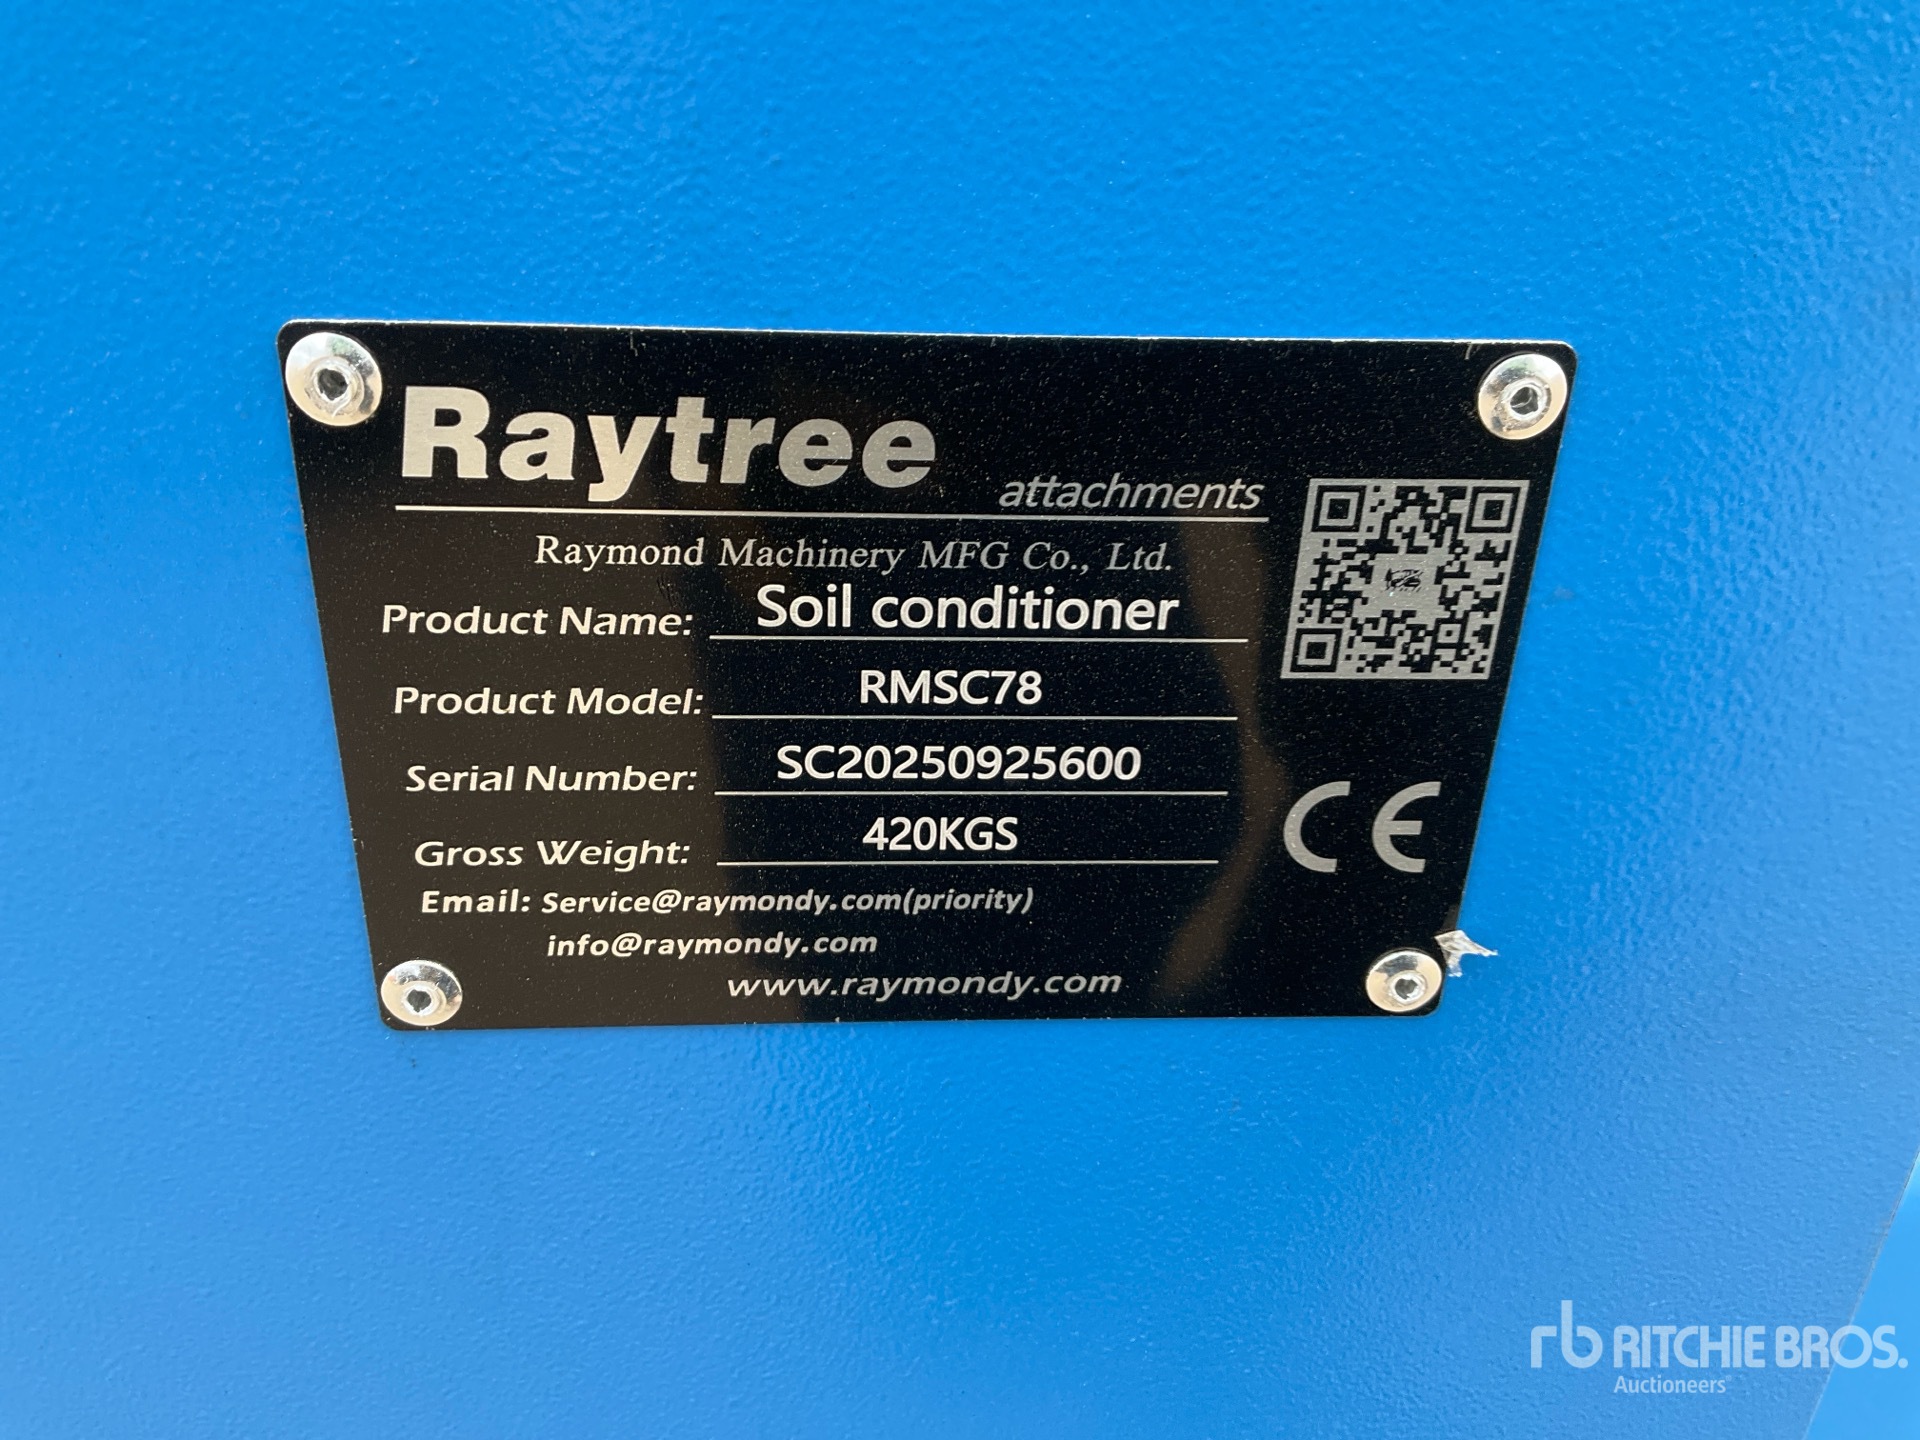 Raytree
attachments
Raymond Machinery MFG Co., Ltd.
Product Name: Soil conditioner
Product Model: RMSC78
Serial Number: SC20250925600
Gross Weight: 420KGS
Email: Service@raymondy.com(priority)
info@raymondy.com
www.raymondy.com
CE
rb RITCHIE BROS.
Auctioneers